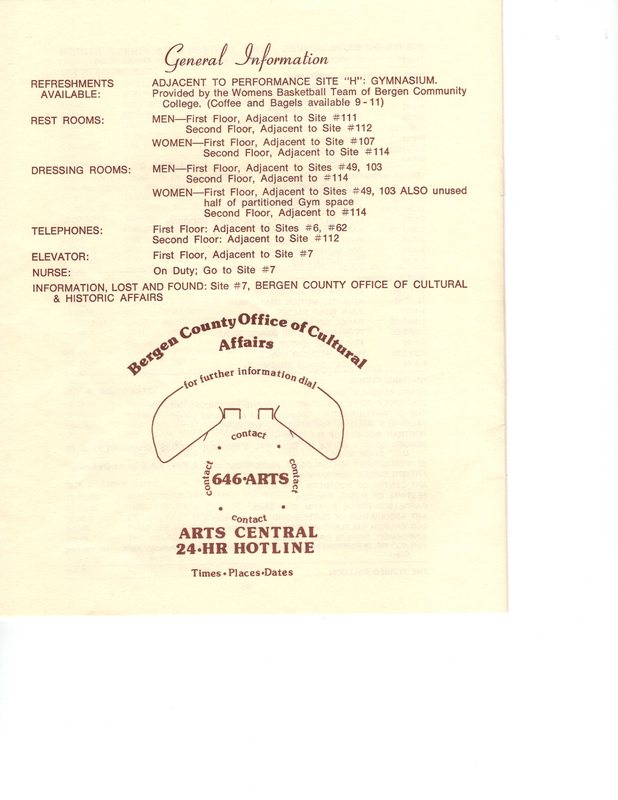 General Information
REFRESHMENTS AVAILABLE: ADJACENT TO PERFORMANCE SITE "H": GYMNASIUM.
Provided by the Womens Basketball Team of Bergen Community
College. (Coffee and Bagels available 9-11)
REST ROOMS: MEN—First Floor, Adjacent to Site #111
Second Floor, Adjacent to Site #112
WOMEN—First Floor, Adjacent to Site #107
Second Floor, Adjacent to Site #114
DRESSING ROOMS: MEN—First Floor, Adjacent to Sites #49, 103
Second Floor, Adjacent to #114
WOMEN—First Floor, Adjacent to Sites #49, 103 ALSO unused
half of partitioned Gym space
Second Floor, Adjacent to #114
TELEPHONES: First Floor: Adjacent to Sites #6, #62
Second Floor: Adjacent to Site #112
ELEVATOR: First Floor, Adjacent to Site #7
NURSE: On Duty; Go to Site #7
INFORMATION, LOST AND FOUND: Site #7, BERGEN COUNTY OFFICE OF CULTURAL
& HISTORIC AFFAIRS
Bergen County Office of Cultural
Affairs
for further information dial
contact
contact
646•ARTS
contact
contact
ARTS CENTRAL
24•HR HOTLINE
Times•Places•Dates